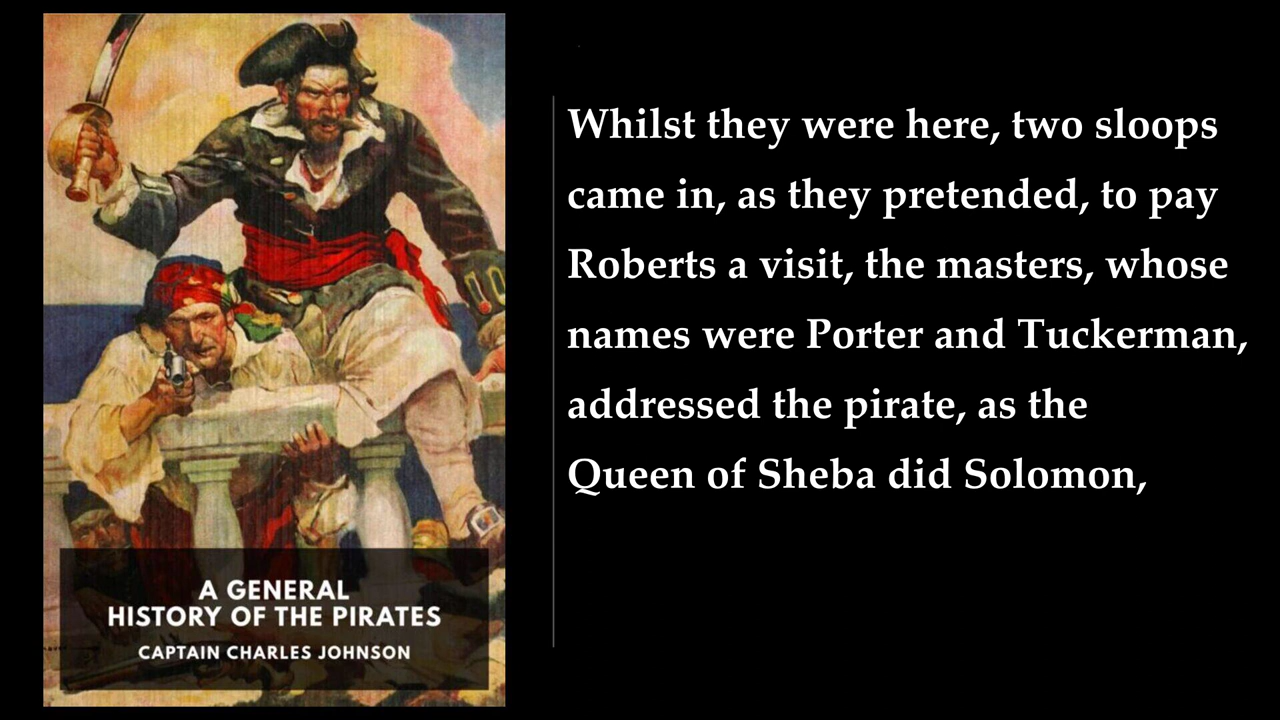 A GENERAL
HISTORY OF THE PIRATES
CAPTAIN CHARLES JOHNSON
Whilst they were here, two sloops
came in, as they pretended, to pay
Roberts a visit, the masters, whose
names were Porter and Tuckerman,
addressed the pirate, as the
Queen of Sheba did Solomon,